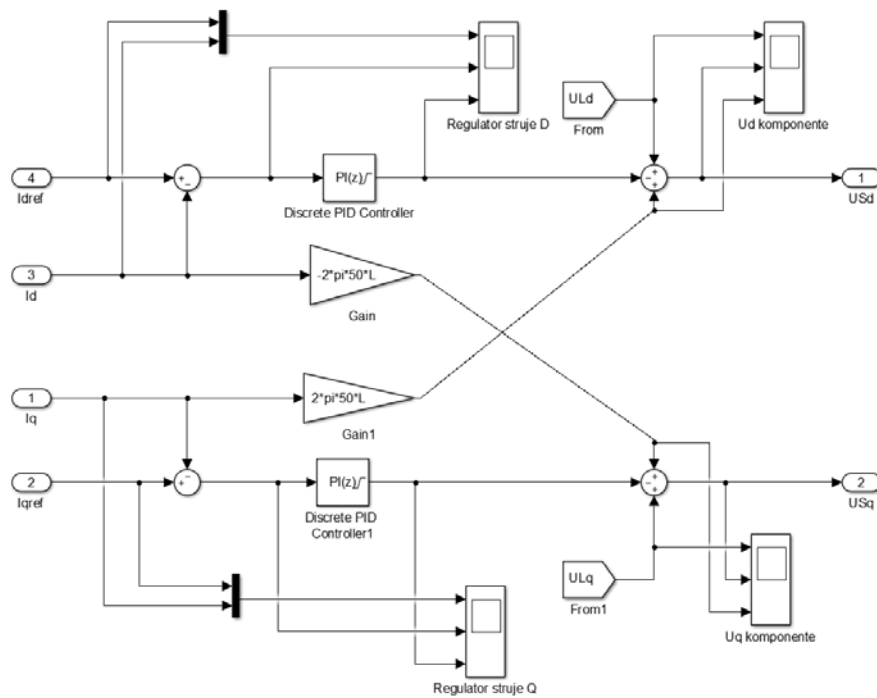 ULd
From
Regulator struje D
Ud komponente
4
Idref
+
−
PI(z)
Discrete PID Controller
−
+
+
1
USd
3
Id
-2*pi*50*L
Gain
1
Iq
2*pi*50*L
Gain1
2
Iqref
−
+
PI(z)
Discrete PID
Controller1
−
+
+
2
USq
ULq
From1
Uq komponente
Regulator struje Q